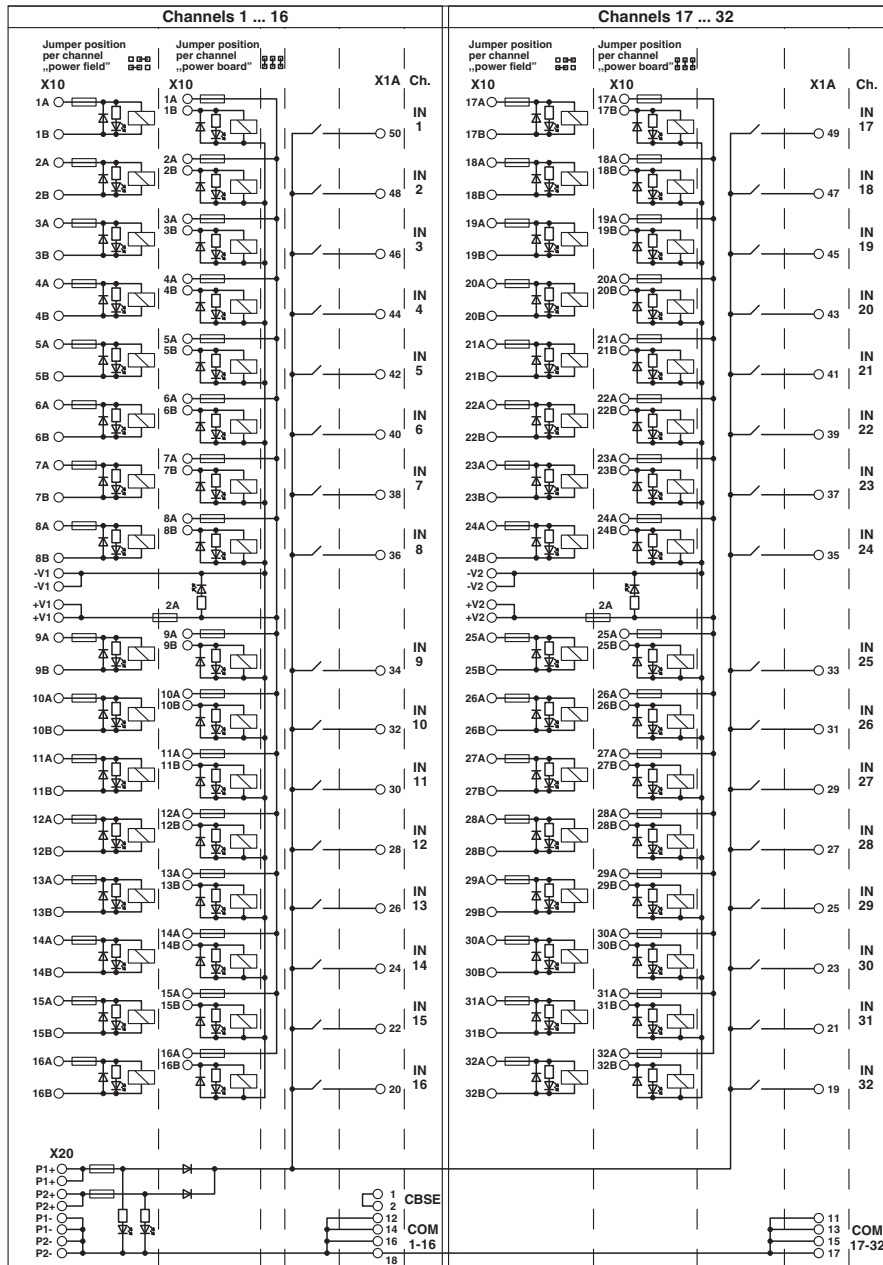 Channels 1 ... 16
Channels 17 ... 32
Jumper position
per channel
„power field”
Jumper position
per channel
„power board”
Jumper position
per channel
„power field”
Jumper position
per channel
„power board”
X10 X10 X1A Ch.
X10 X10 X1A Ch.
1A 1A 1B 1B 50 IN 1
17A 17A 17B 17B 49 IN 17
2A 2A 2B 2B 48 IN 2
18A 18A 18B 18B 47 IN 18
3A 3A 3B 3B 46 IN 3
19A 19A 19B 19B 45 IN 19
4A 4A 4B 4B 44 IN 4
20A 20A 20B 20B 43 IN 20
5A 5A 5B 5B 42 IN 5
21A 21A 21B 21B 41 IN 21
6A 6A 6B 6B 40 IN 6
22A 22A 22B 22B 39 IN 22
7A 7A 7B 7B 38 IN 7
23A 23A 23B 23B 37 IN 23
8A 8A 8B 8B 36 IN 8
24A 24A 24B 24B 35 IN 24
-V1
-V1
+V1
+V1 2A
-V2
-V2
+V2
+V2 2A
9A 9A 9B 9B 34 IN 9
25A 25A 25B 25B 33 IN 25
10A 10A 10B 10B 32 IN 10
26A 26A 26B 26B 31 IN 26
11A 11A 11B 11B 30 IN 11
27A 27A 27B 27B 29 IN 27
12A 12A 12B 12B 28 IN 12
28A 28A 28B 28B 27 IN 28
13A 13A 13B 13B 26 IN 13
29A 29A 29B 29B 25 IN 29
14A 14A 14B 14B 24 IN 14
30A 30A 30B 30B 23 IN 30
15A 15A 15B 15B 22 IN 15
31A 31A 31B 31B 21 IN 31
16A 16A 16B 16B 20 IN 16
32A 32A 32B 32B 19 IN 32
X20
P1+
P1+
P2+
P2+
P1-
P1-
P2-
P2-
1
2
CBSE
12
14
16
18
COM
1-16
11
13
15
17
COM
17-32